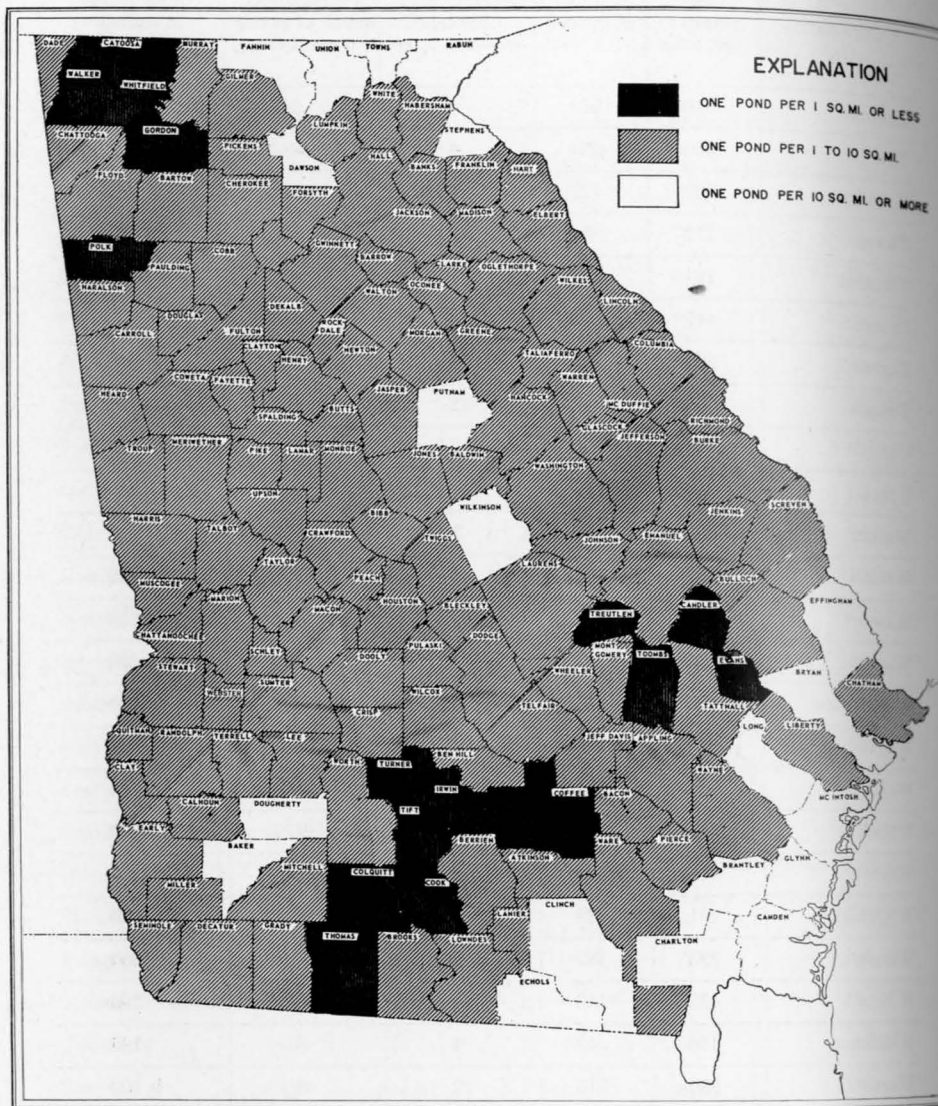 EXPLANATION
ONE POND PER 1 SQ. MI. OR LESS
ONE POND PER 1 TO 10 SQ. MI.
ONE POND PER 10 SQ. MI. OR MORE
DADE
CATOOSA
MURRAY
FANNIN
UNION
TOWNS
RABUN
WALKER
WHITFIELD
GILMER
WHITE
HABERSHAM
LUMPKIN
STEPHENS
CHATTOOGA
GORDON
PICKENS
DAWSON
HALL
BANKS
FRANKLIN
HART
FLOYD
BARTON
CHEROKEE
FORSYTH
JACKSON
MADISON
ELBERT
POLK
PAULDING
COBB
GWINNETT
BARROW
CLARKE
OGLETHORPE
WILKES
LINCOLN
HARALSON
DOUGLAS
DEKALB
WALTON
OCONEE
CARROLL
FULTON
ROCK-
DALE
MORGAN
GREENE
COLUMBIA
CLAYTON
HENRY
NEWTON
TALIAFERRO
WARREN
HEARD
COWETA
FAYETTE
JASPER
PUTNAM
HANCOCK
MC DUFFIE
SPALDING
BUTTS
GLASCOCK
JEFFERSON
RICHMOND
BURKE
TROUP
MERIWETHER
PIKE
LAMAR
MONROE
JONES
BALDWIN
WASHINGTON
UPSON
WILKINSON
SCREVEN
HARRIS
TALBOT
CRAWFORD
BIBB
TWIGGS
JOHNSON
EMANUEL
JENKINS
TAYLOR
PEACH
LAURENS
MUSCOGEE
MARION
MACON
HOUSTON
BLECKLEY
TREUTLEN
CANDLER
BULLOCH
EFFINGHAM
CHATTAHOOCHEE
SCHLEY
DOOLY
PULASKI
DODGE
MONT
GOMERY
TOOMBS
EVANS
BRYAN
CHATHAM
STEWART
WEBSTER
SUMTER
WILCOX
WHEELER
TATTNALL
CRISP
TELFAIR
LONG
LIBERTY
QUITMAN
RANDOLPH
TERRELL
LEE
BEN HILL
JEFF DAVIS
APPLING
CLAY
WORTH
TURNER
IRWIN
COFFEE
BACON
WAYNE
MC INTOSH
CALHOUN
DOUGHERTY
TIFT
EARLY
BAKER
MITCHELL
BERRIEN
ATKINSON
WARE
PIERCE
BRANTLEY
GLYNN
MILLER
COLQUITT
COOK
LANIER
CLINCH
CAMDEN
SEMINOLE
DECATUR
GRADY
THOMAS
BROOKS
LOWNDES
ECHOLS
CHARLTON